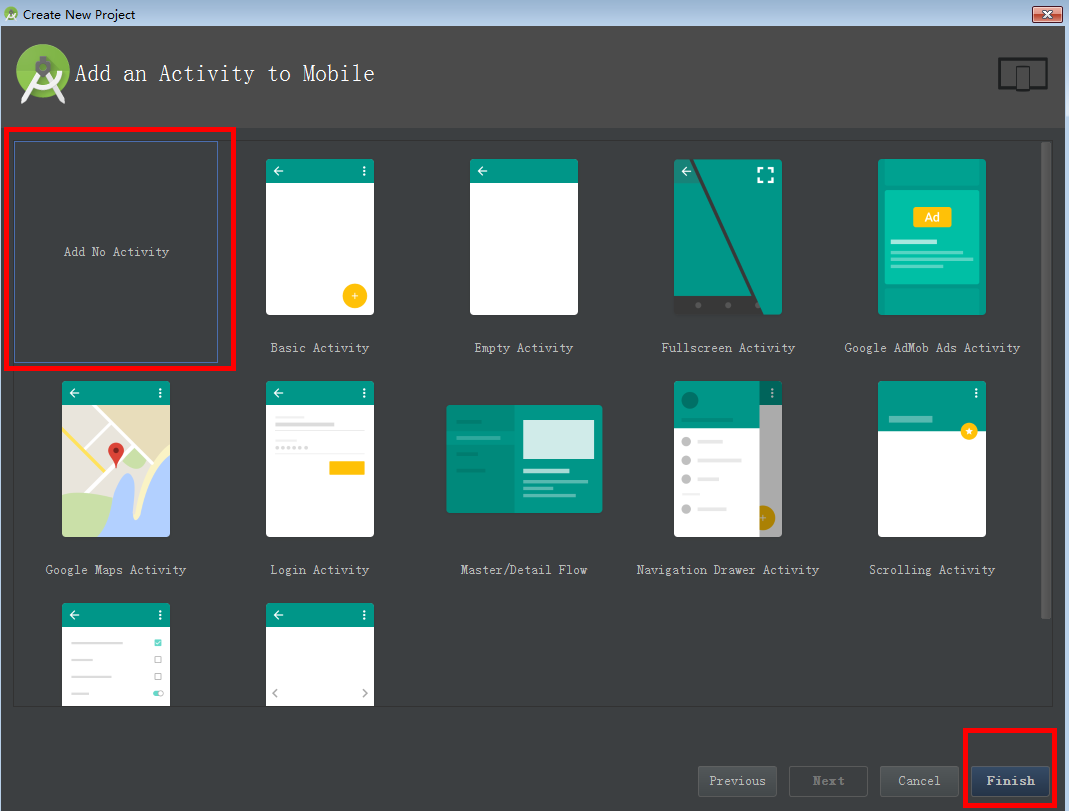 Create New Project
Add an Activity to Mobile
Add No Activity
Ad
Basic Activity
Empty Activity
Fullscreen Activity
Google AdMob Ads Activity
Google Maps Activity
Login Activity
Master/Detail Flow
Navigation Drawer Activity
Scrolling Activity
Previous
Next
Cancel
Finish